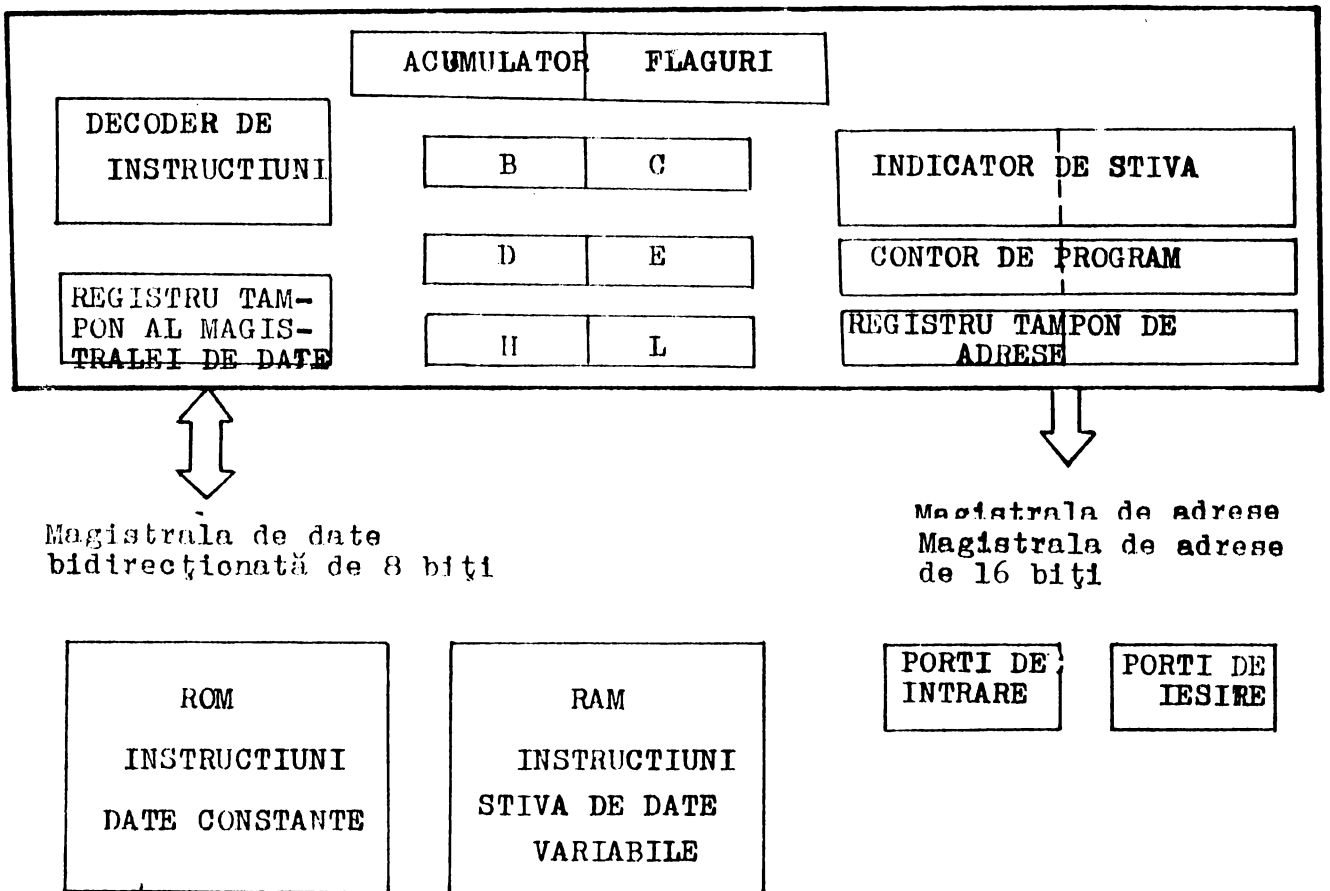 ACUMULATOR FLAGURI
DECODER DE
INSTRUCTIUNI
B C
INDICATOR DE STIVA
D E
CONTOR DE PROGRAM
REGISTRU TAM-
PON AL MAGIS-
TRALEI DE DATE
H L
REGISTRU TAMPON DE
ADRESE
Magistrala de date
bidirecţionată de 8 biţi
Magistrala de adrese
Magistrala de adrese
de 16 biţi
ROM
INSTRUCTIUNI
DATE CONSTANTE
RAM
INSTRUCTIUNI
STIVA DE DATE
VARIABILE
PORTI DE
INTRARE
PORTI DE
IESIRE